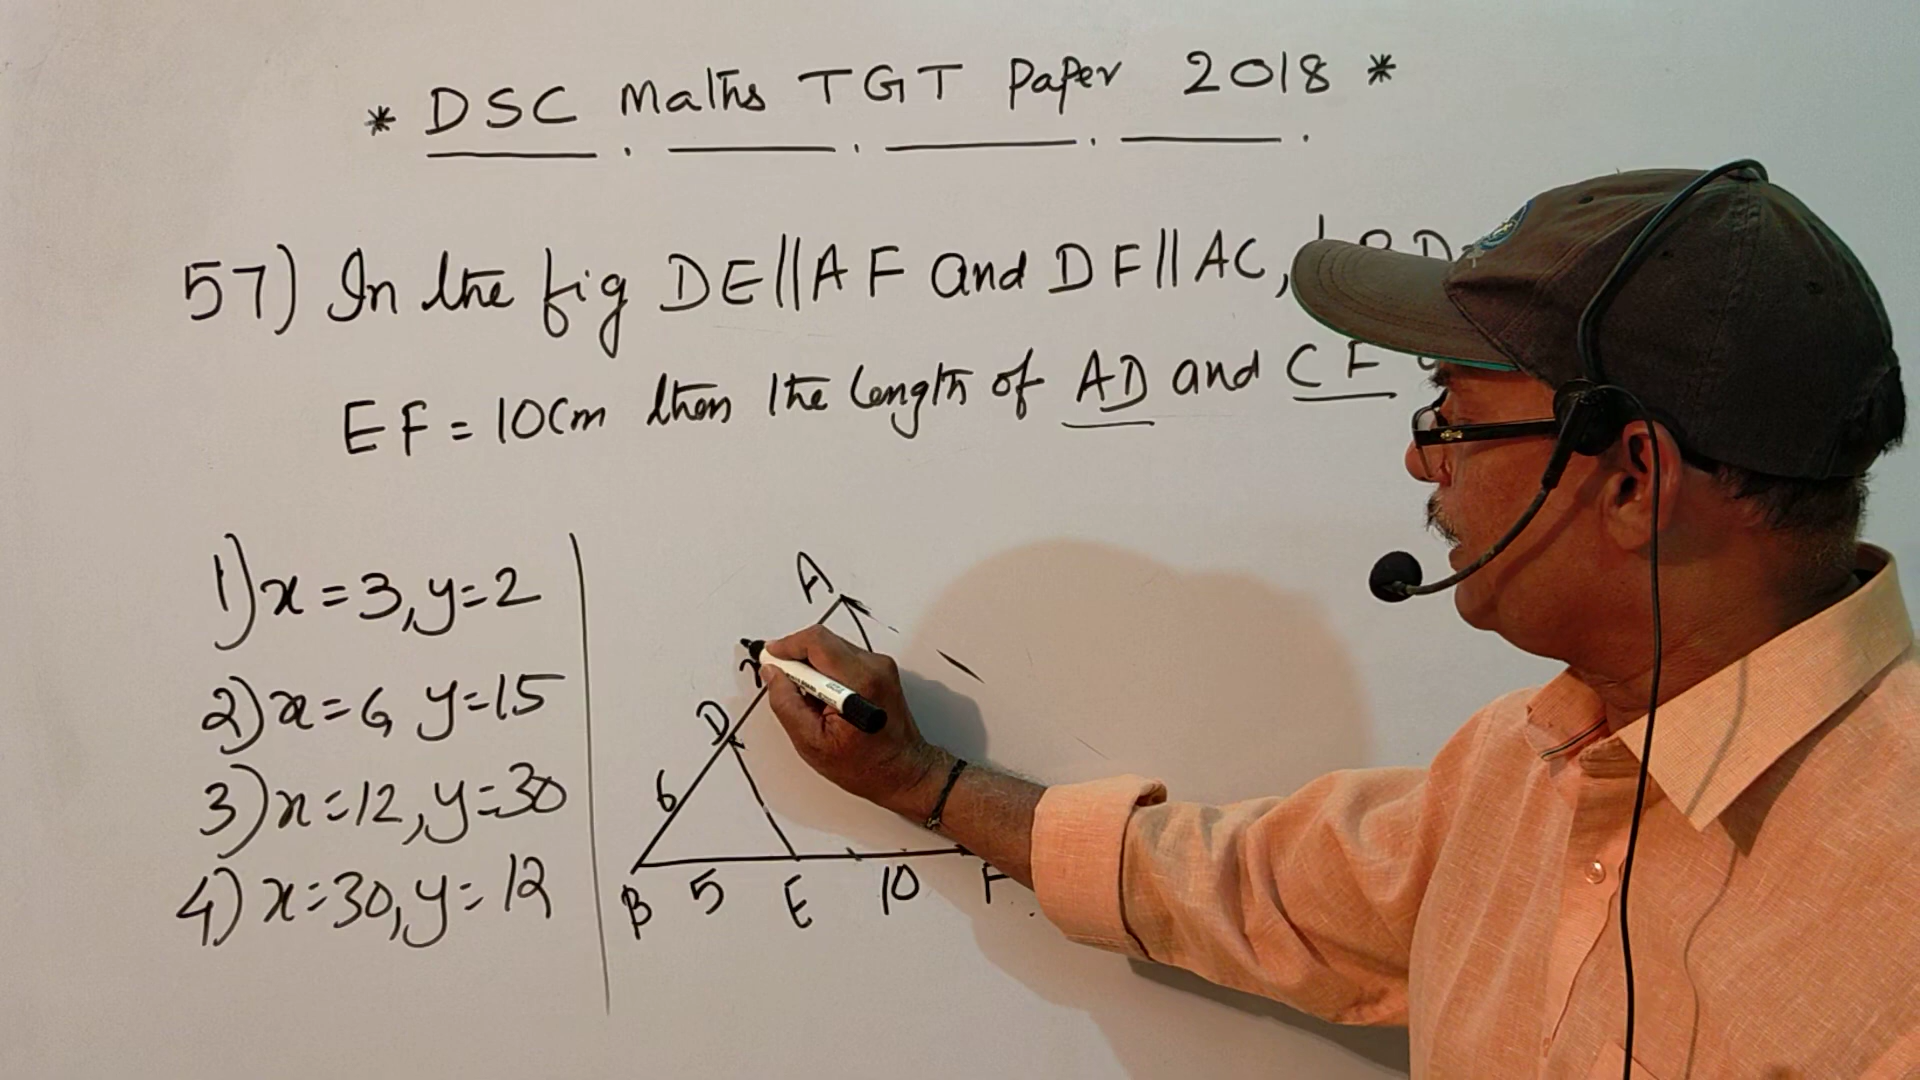 * DSC Maths TGT Paper 2018 *
57) In the fig DE||AF and DF||AC,
EF = 10cm then the length of AD and CF
1) x = 3, y = 2
2) x = 6 y = 15
3) x = 12, y = 30
4) x = 30, y = 12
A
D
6
B 5 E 10 F